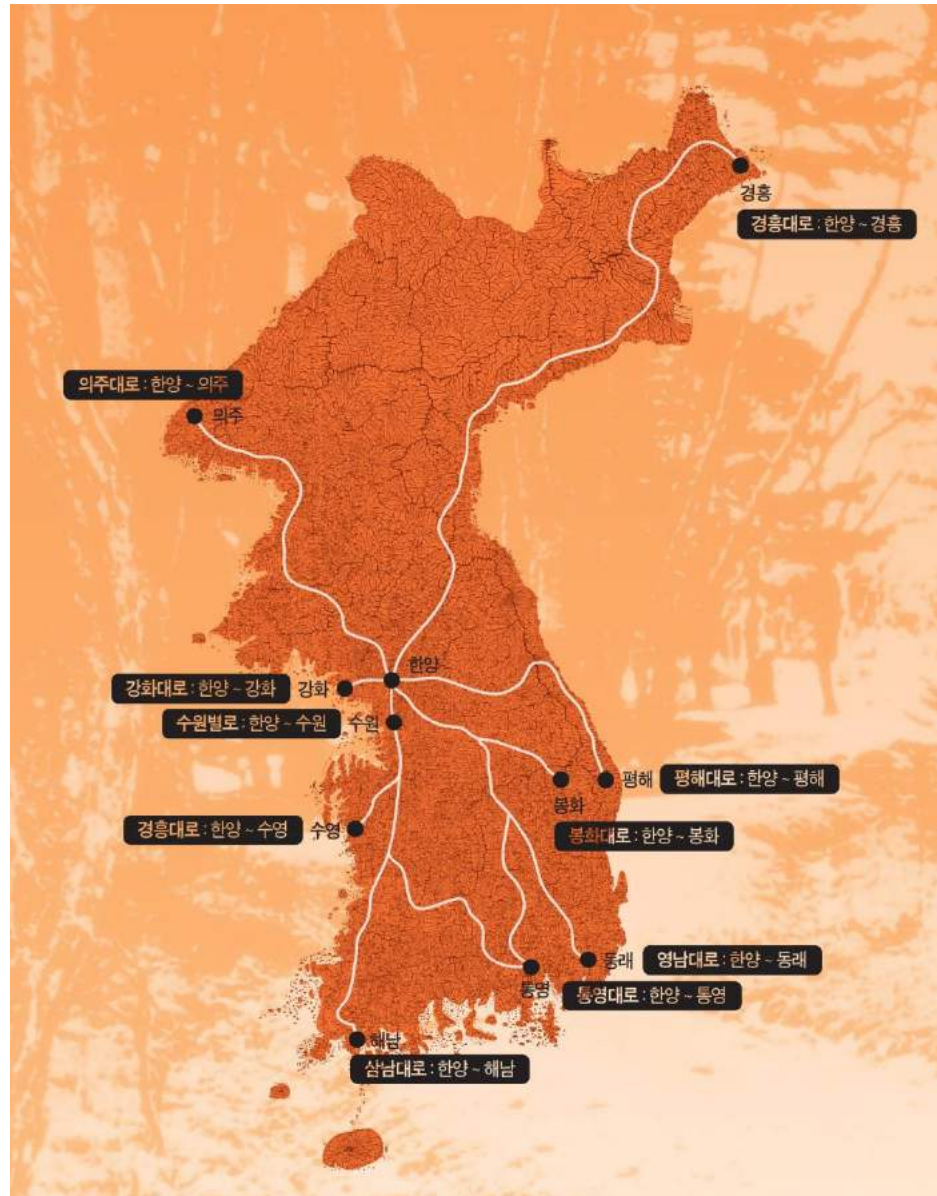 경흥
경흥대로 : 한양 ~ 경흥
의주대로 : 한양 ~ 의주
의주
한양
강화대로 : 한양 ~ 강화
강화
수원별로 : 한양 ~ 수원
수원
평해
평해대로 : 한양 ~ 평해
봉화
봉화대로 : 한양 ~ 봉화
경흥대로 : 한양 ~ 수영
수영
동래
영남대로 : 한양 ~ 동래
통영
통영대로 : 한양 ~ 통영
해남
삼남대로 : 한양 ~ 해남